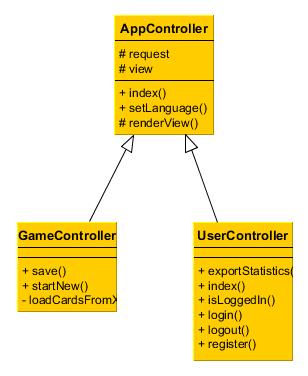 AppController
# request
# view
+ index()
+ setLanguage()
# renderView()
GameController
+ save()
+ startNew()
- loadCardsFromX
UserController
+ exportStatistics(
+ index()
+ isLoggedIn()
+ login()
+ logout()
+ register()